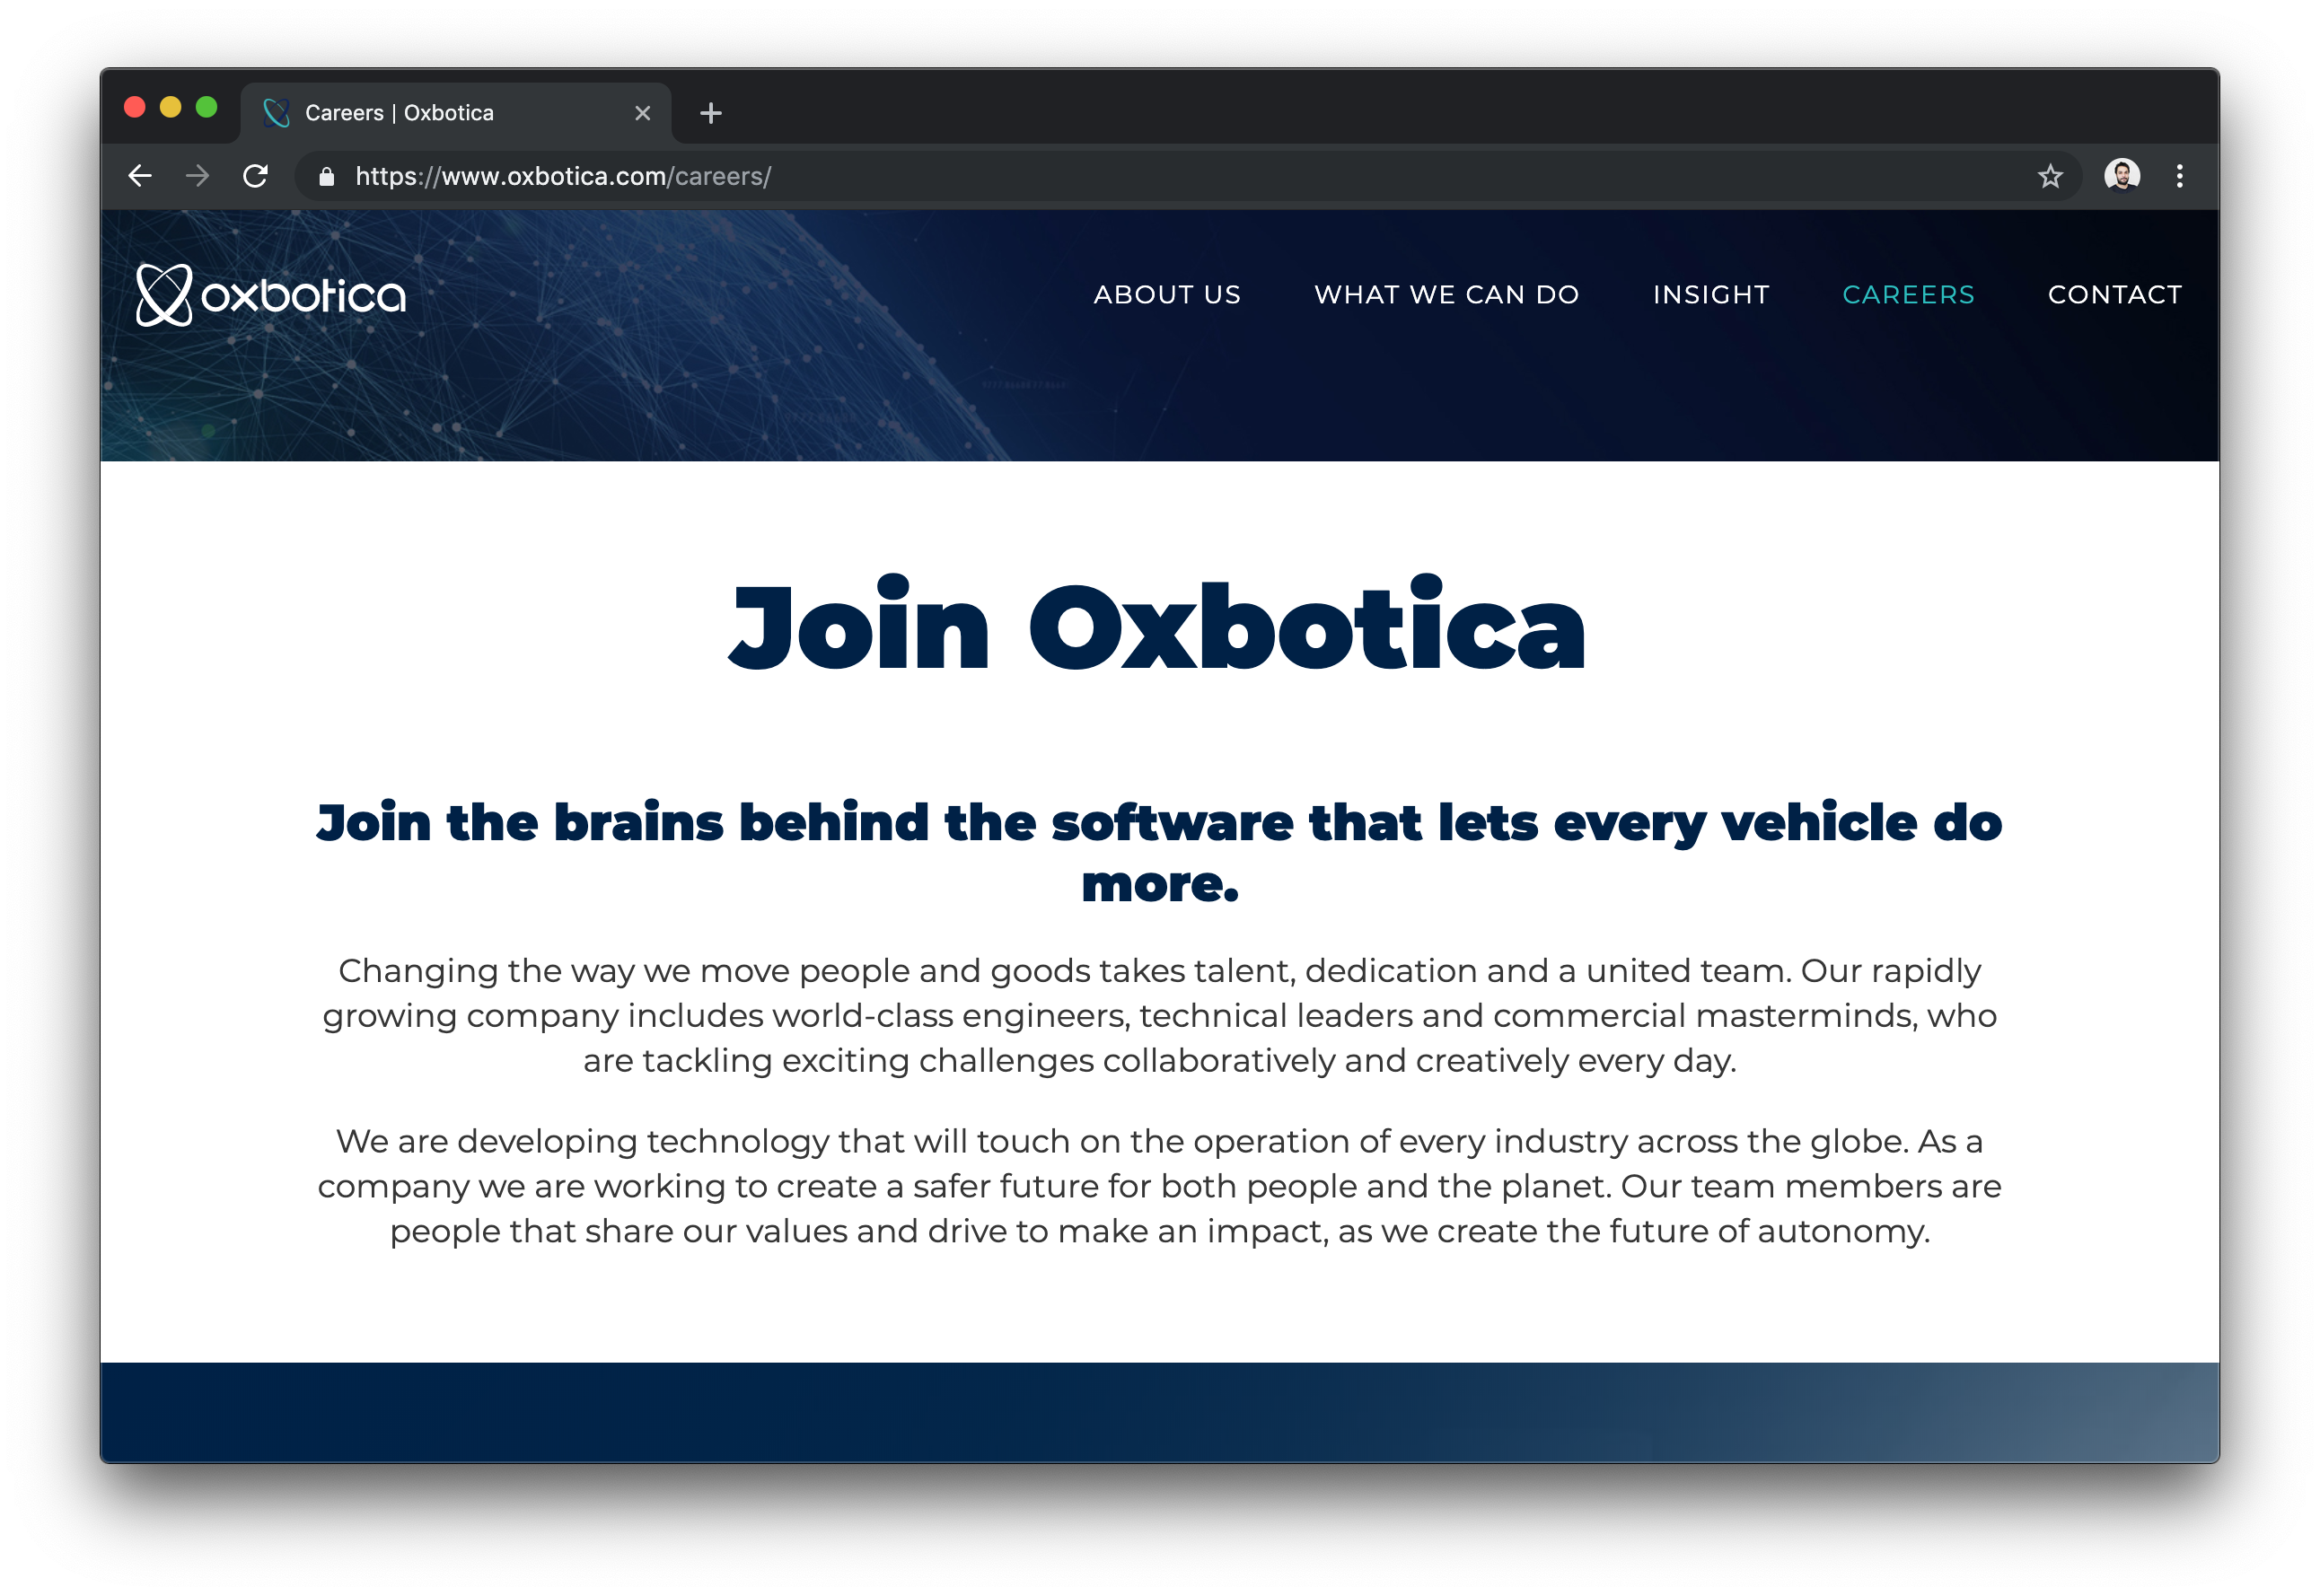 Careers | Oxbotica
https://www.oxbotica.com/careers/
oxbotica
ABOUT US WHAT WE CAN DO INSIGHT CAREERS CONTACT
Join Oxbotica
Join the brains behind the software that lets every vehicle do
more.
Changing the way we move people and goods takes talent, dedication and a united team. Our rapidly
growing company includes world-class engineers, technical leaders and commercial masterminds, who
are tackling exciting challenges collaboratively and creatively every day.
We are developing technology that will touch on the operation of every industry across the globe. As a
company we are working to create a safer future for both people and the planet. Our team members are
people that share our values and drive to make an impact, as we create the future of autonomy.